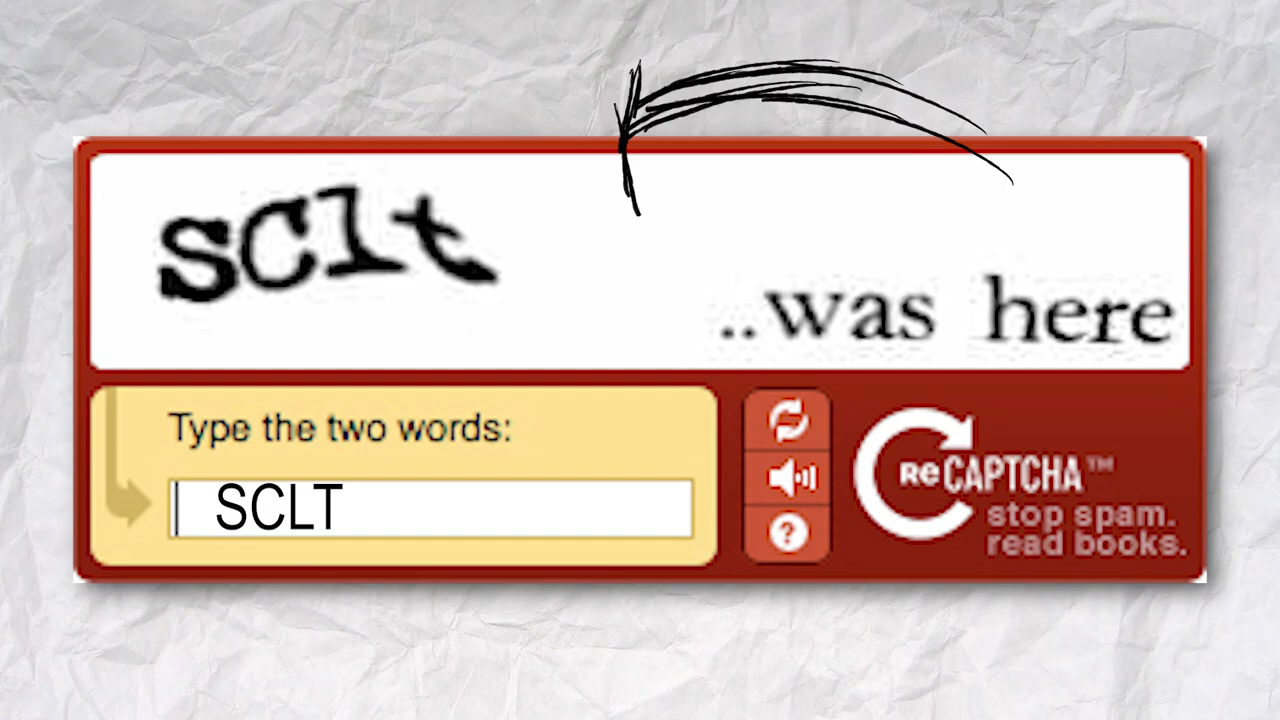 sclt
..was here
Type the two words:
SCLT
?
ReCAPTCHA™
stop spam.
read books.